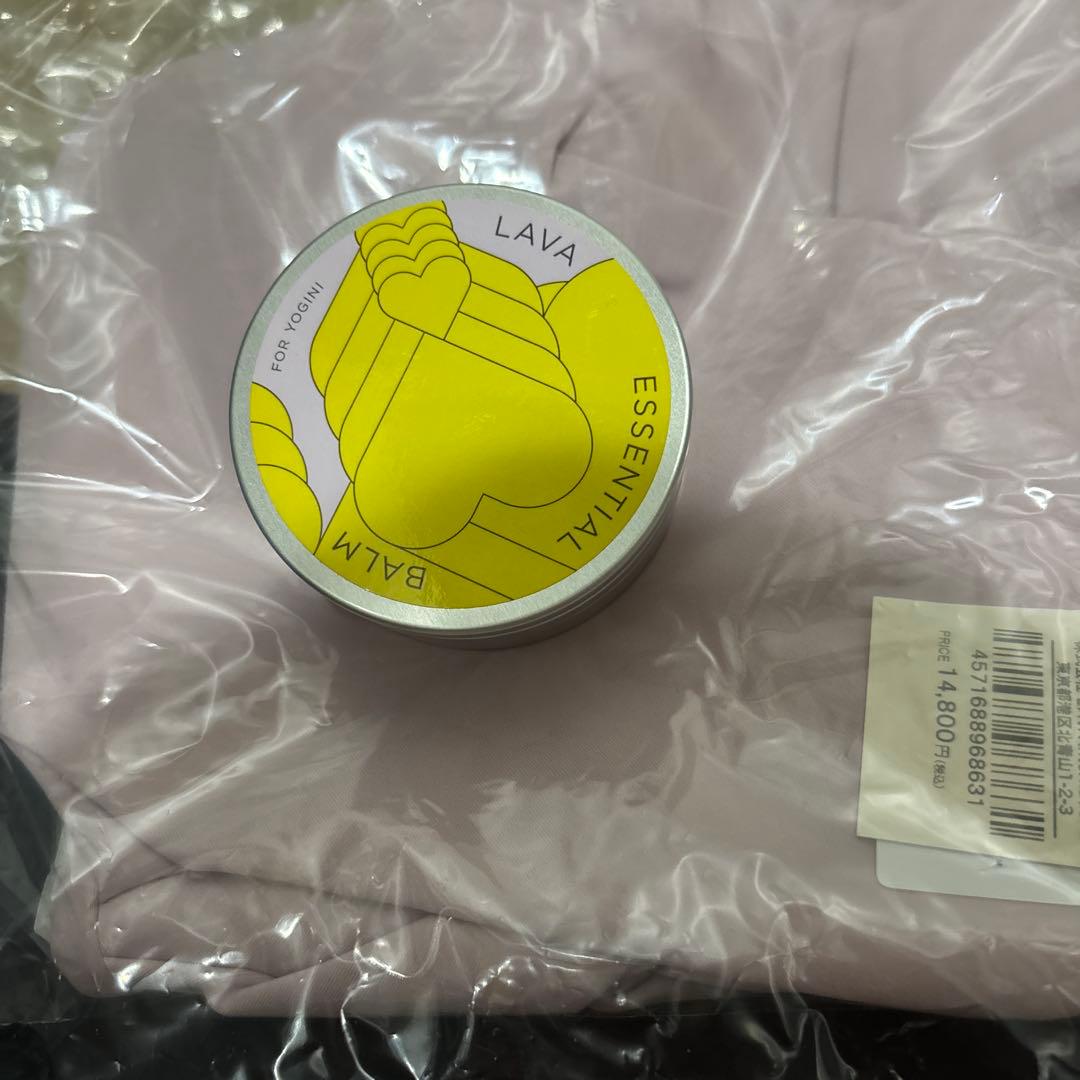 LAVA
ESSENTIAL
BALM
FOR YOGINI
東京都港区北青山1-2-3
4571688968631
PRICE 14,800円(税込)